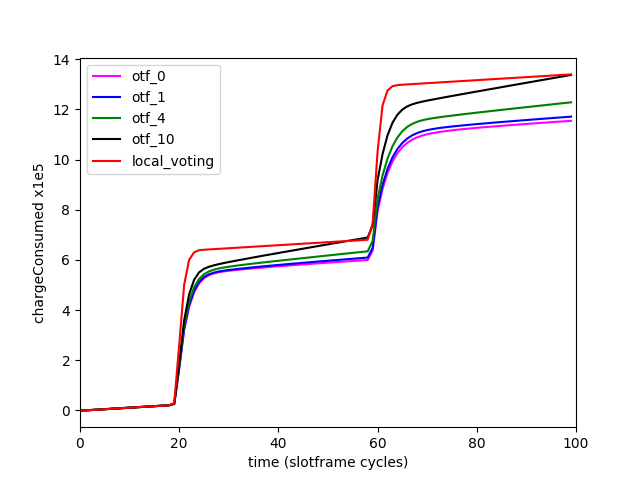 14
12
10
8
6
4
2
0
chargeConsumed x1e5
otf_0
otf_1
otf_4
otf_10
local_voting
0 20 40 60 80 100
time (slotframe cycles)